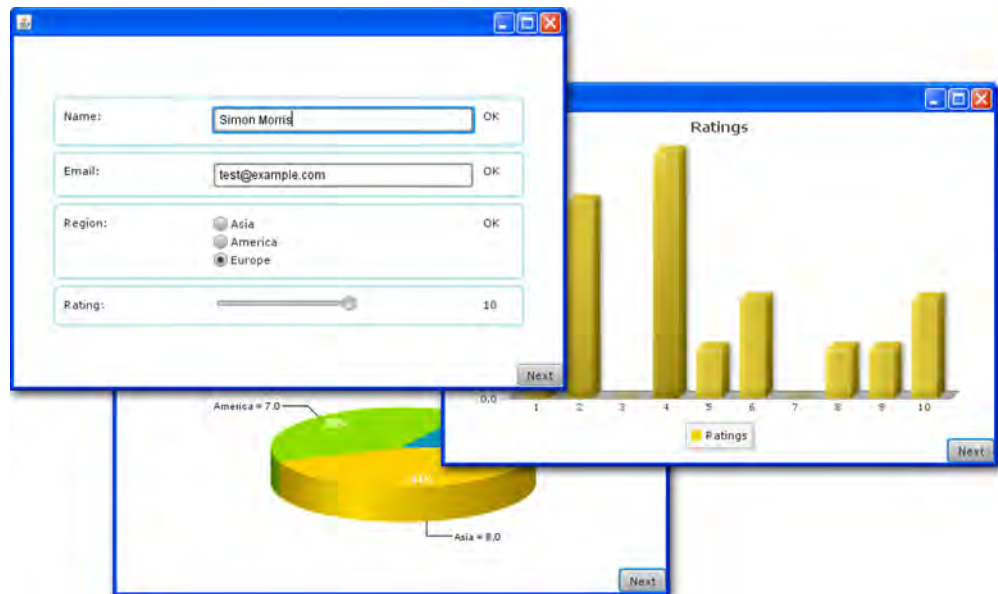 Name:
Simon Morris
OK
Email:
test@example.com
OK
Region:
Asia
OK
America
Europe
Rating:
10
Next
Ratings
0.0
1 2 3 4 5 6 7 8 9 10
Ratings
Next
America = 7.0
Asia = 8.0
Next